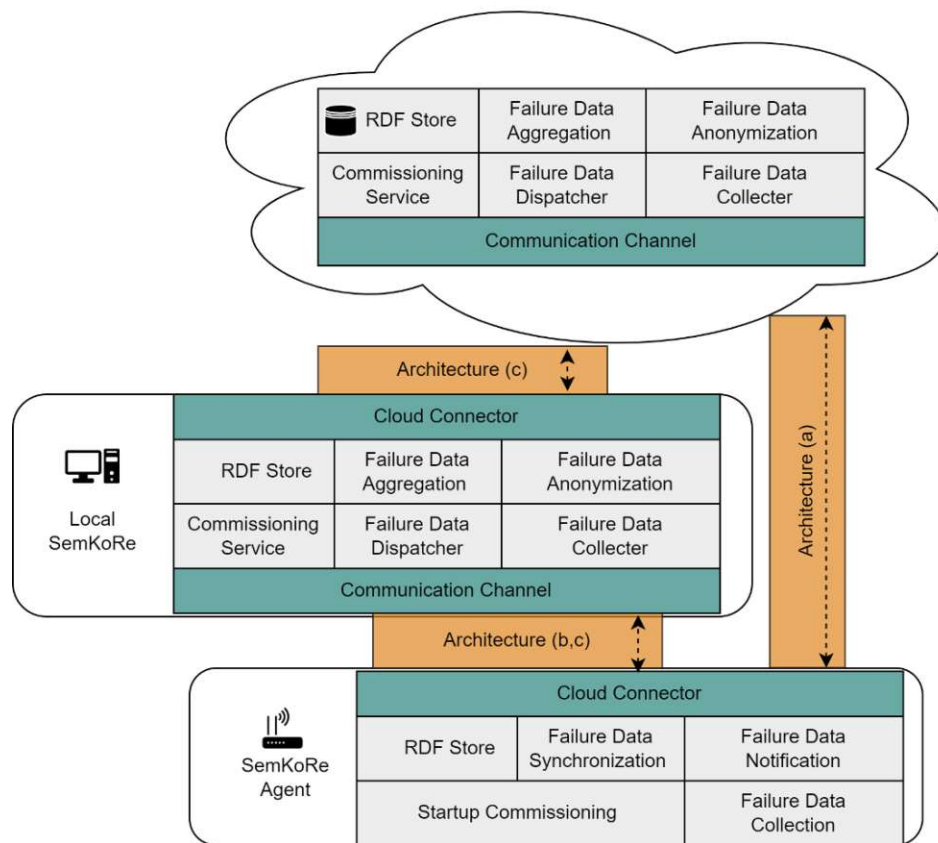 RDF Store
Failure Data
Aggregation
Failure Data
Anonymization
Commissioning
Service
Failure Data
Dispatcher
Failure Data
Collecter
Communication Channel
Architecture (c)
Architecture (a)
Local
SemKoRe
Cloud Connector
RDF Store
Failure Data
Aggregation
Failure Data
Anonymization
Commissioning
Service
Failure Data
Dispatcher
Failure Data
Collecter
Communication Channel
Architecture (b,c)
SemKoRe
Agent
Cloud Connector
RDF Store
Failure Data
Synchronization
Failure Data
Notification
Startup Commissioning
Failure Data
Collection